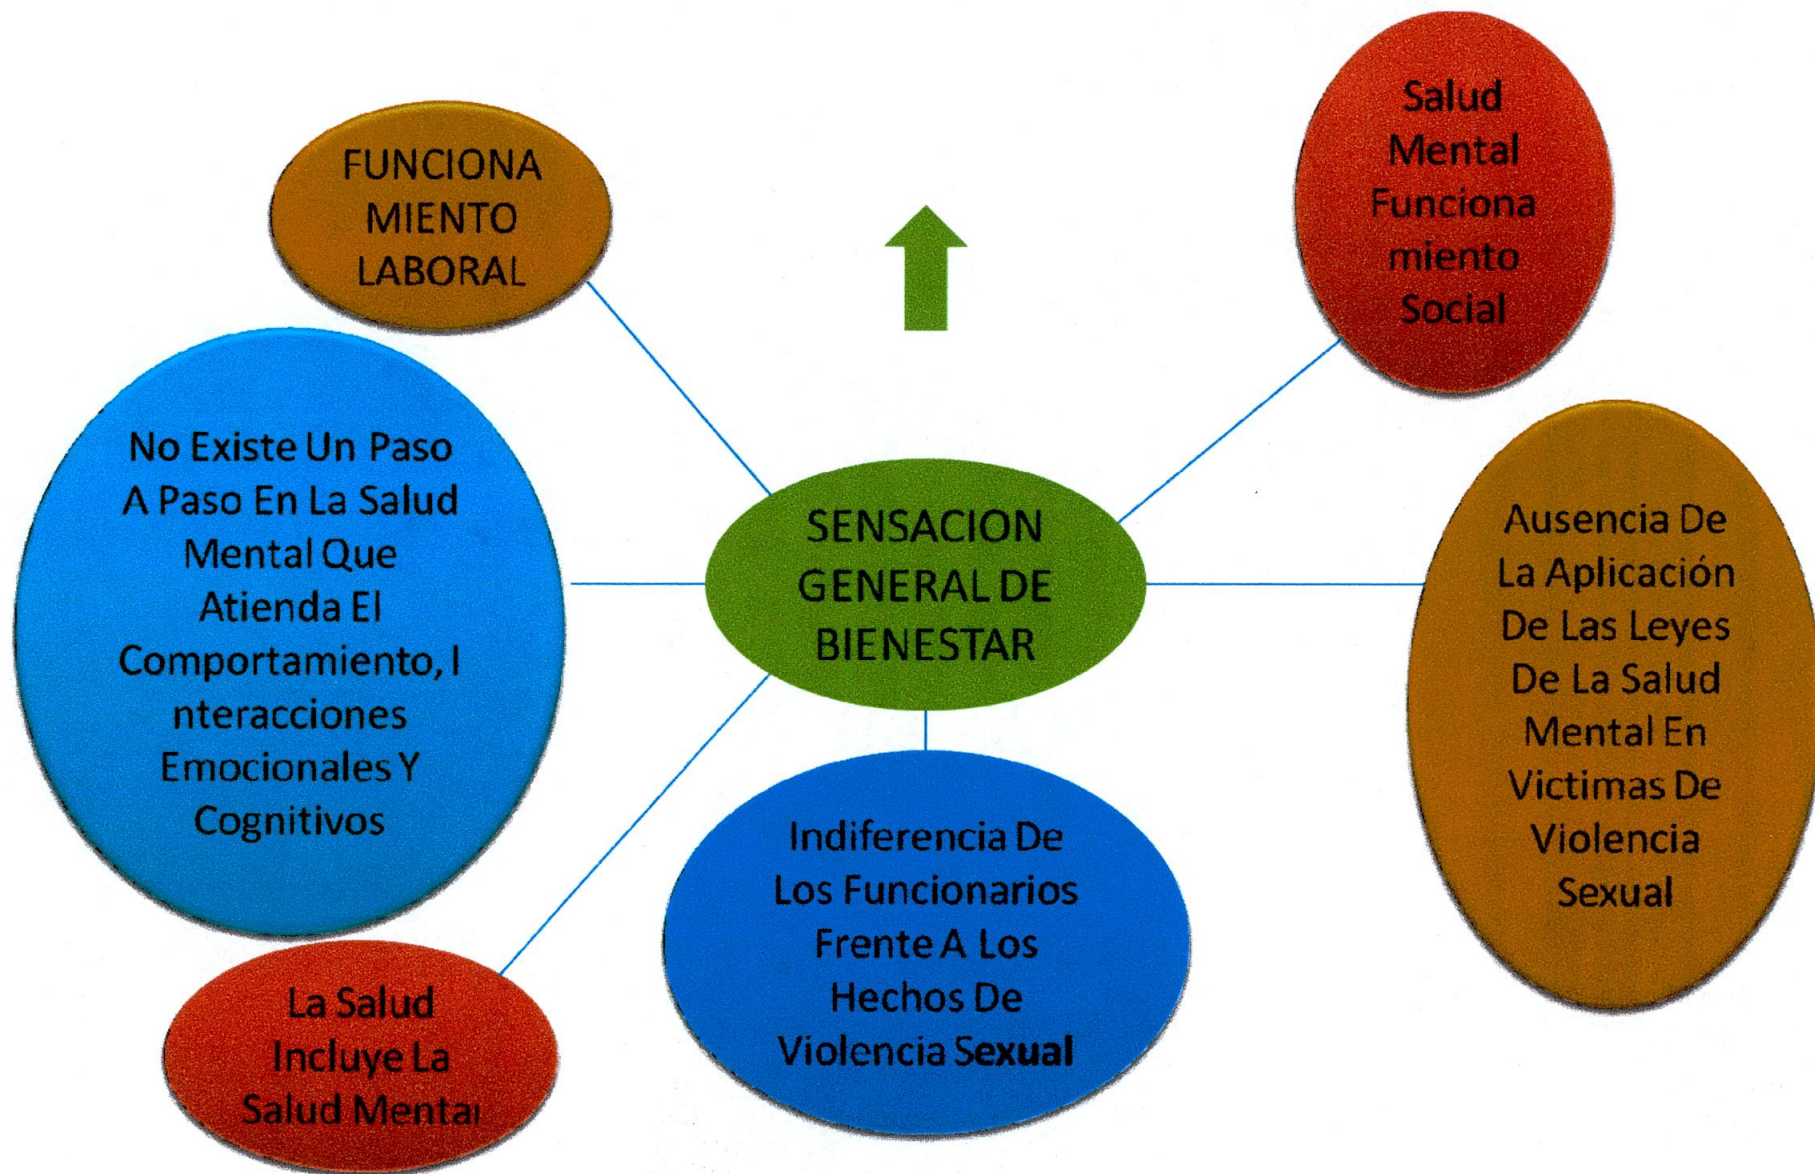 FUNCIONA
MIENTO
LABORAL
Salud
Mental
Funciona
miento
Social
No Existe Un Paso
A Paso En La Salud
Mental Que
Atienda El
Comportamiento, I
nteracciones
Emocionales Y
Cognitivos
SENSACION
GENERAL DE
BIENESTAR
Ausencia De
La Aplicación
De Las Leyes
De La Salud
Mental En
Victimas De
Violencia
Sexual
Indiferencia De
Los Funcionarios
Frente A Los
Hechos De
Violencia Sexual
La Salud
Incluye La
Salud Mental